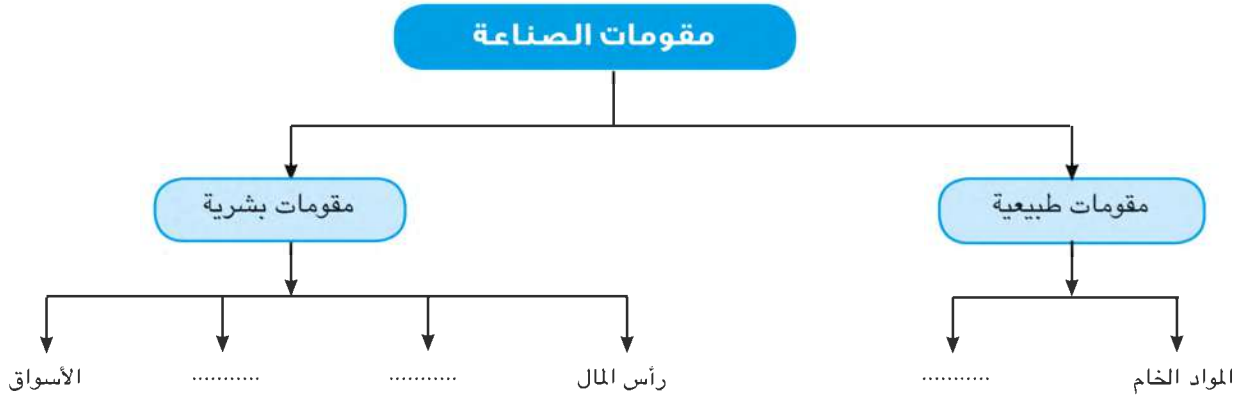 مقومات الصناعة
مقومات طبيعية
مقومات بشرية
المواد الخام
...........
رأس المال
...........
...........
الأسواق